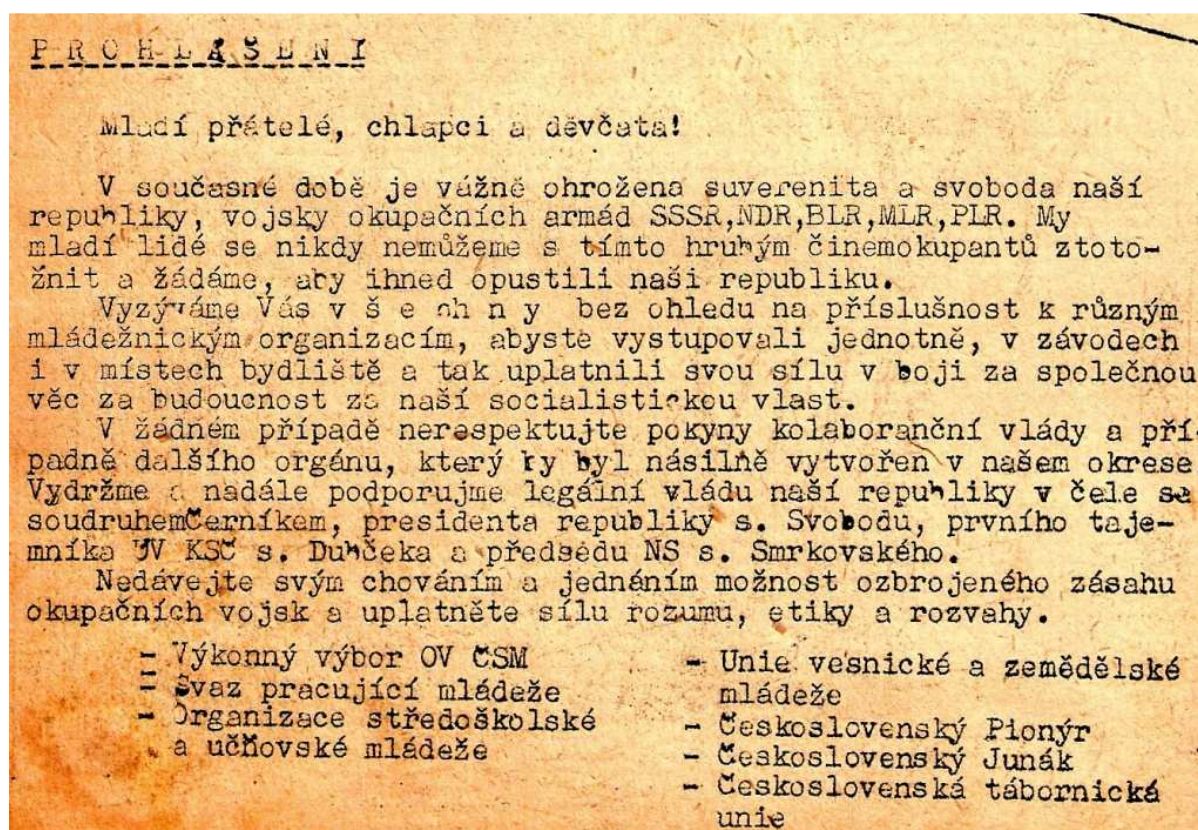 PROHLÁŠENÍ
Mladí přátelé, chlapci a děvčata!
V současné době je vážně ohrožena suverenita a svoboda naší
republiky, vojsky okupačních armád SSSR,NDR,BLR,MLR,PLR. My
mladí lidé se nikdy nemůžeme s tímto hrubým činemokupantů ztoto-
žnit a žádáme, aby ihned opustili naši republiku.
Vyzýváme Vás v š e ch n y bez ohledu na příslušnost k různým
mládežnickým organizacím, abyste vystupovali jednotně, v závodech
i v místech bydliště a tak uplatnili svou sílu v boji za společnou
věc za budoucnost za naší socialistickou vlast.
V žádném případě nerespektujte pokyny kolaboranční vlády a pří-
padně dalšího orgánu, který by byl násilně vytvořen v našem okrese
Vydržme a nadále podporujme legální vládu naší republiky v čele se
soudruhemČerníkem, presidenta republiky s. Svobodu, prvního taje-
mníka ÚV KSČ s. Dubčeka a předsedu NS s. Smrkovského.
Nedávejte svým chováním a jednáním možnost ozbrojeného zásahu
okupačních vojsk a uplatněte sílu rozumu, etiky a rozvahy.
- Výkonný výbor OV ČSM
- Svaz pracující mládeže
- Organizace středoškolské
a učňovské mládeže
- Unie vesnické a zemědělské
mládeže
- Československý Pionýr
- Československý Junák
- Československá tábornická
unie